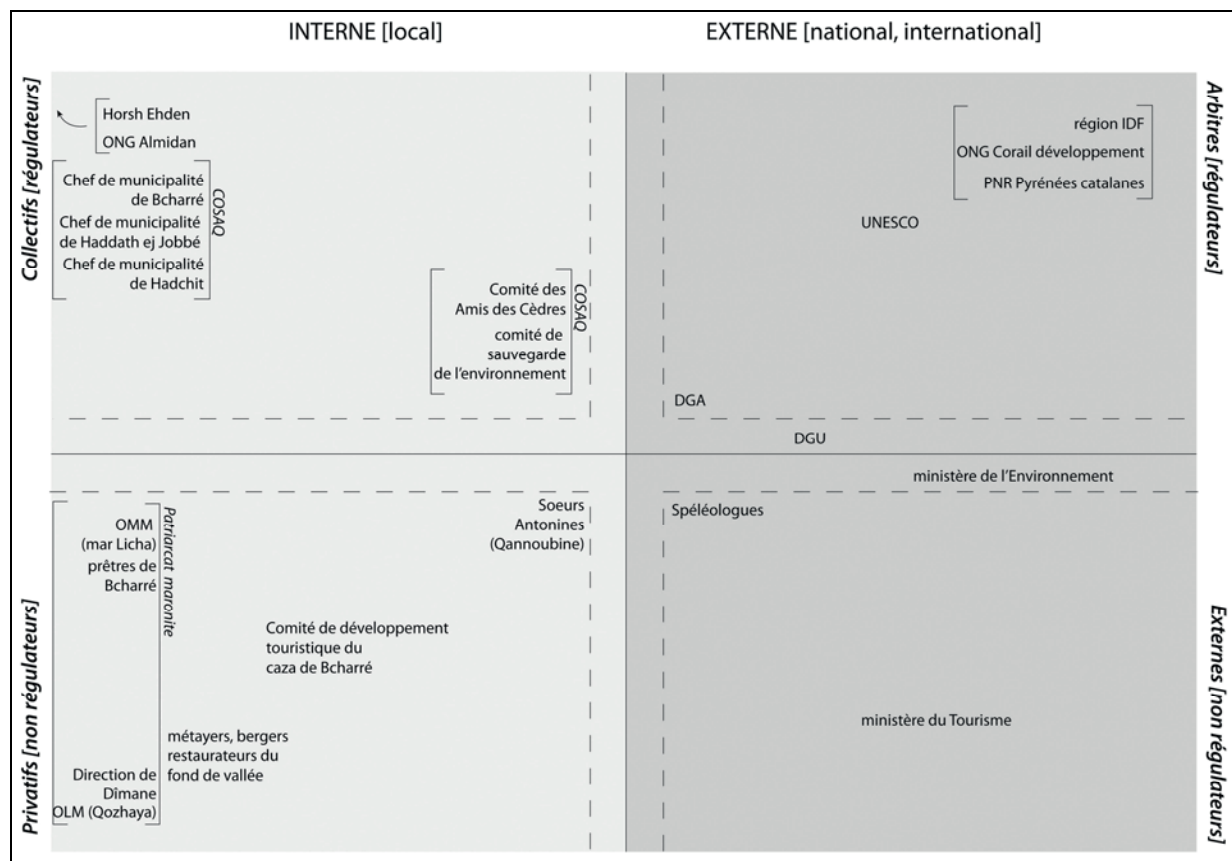 INTERNE [local]
EXTERNE [national, international]
Collectifs [régulateurs]
Horsh Ehden
ONG Almidan
Chef de municipalité
de Bcharré
Chef de municipalité
de Haddath ej Jobbé
Chef de municipalité
de Hadchit
COSAQ
Comité des
Amis des Cèdres
comité de
sauvegarde
de l'environnement
COSAQ
Arbitres [régulateurs]
région IDF
ONG Corail développement
PNR Pyrénées catalanes
UNESCO
DGA
DGU
ministère de l'Environnement
Privatifs [non régulateurs]
OMM
(mar Licha)
prêtres de
Bcharré
Patriarcat maronite
Soeurs
Antonines
(Qannoubine)
Comité de développement
touristique du
caza de Bcharré
métayers, bergers
restaurateurs du
fond de vallée
Direction de
Dîmane
OLM (Qozhaya)
Spéléologues
ministère du Tourisme
Externes [non régulateurs]